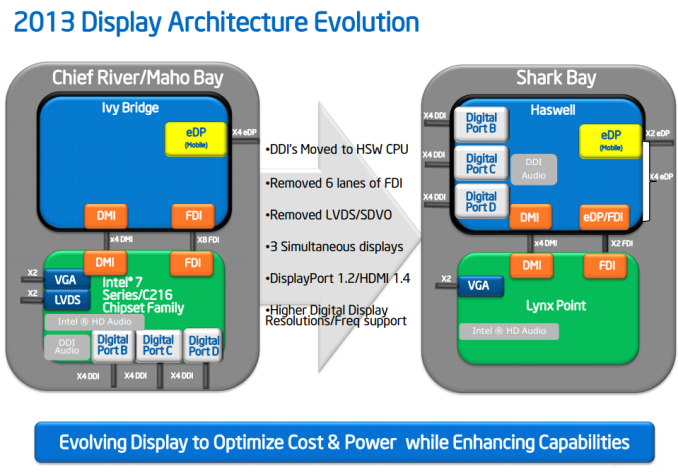 2013 Display Architecture Evolution
Chief River/Maho Bay
Ivy Bridge
eDP
(Mobile)
X4 eDP
DMI
FDI
x4 DMI
X8 FDI
DMI
FDI
X2
VGA
X2
LVDS
Intel® 7
Series/C216
Chipset Family
Intel ® HD Audio
DDI
Audio
Digital
Port B
Digital
Port C
Digital
Port D
X4 DDI
X4 DDI
X4 DDI
•DDI's Moved to HSW CPU
•Removed 6 lanes of FDI
•Removed LVDS/SDVO
•3 Simultaneous displays
•DisplayPort 1.2/HDMI 1.4
•Higher Digital Display
Resolutions/Freq support
Shark Bay
Haswell
X4 DDI
Digital
Port B
X4 DDI
Digital
Port C
X4 DDI
Digital
Port D
DDI
Audio
eDP
(Mobile)
X2 eDP
X4 eDP
DMI
eDP/FDI
x4 DMI
X2 FDI
DMI
FDI
X2
VGA
Lynx Point
Intel ® HD Audio
Evolving Display to Optimize Cost & Power while Enhancing Capabilities